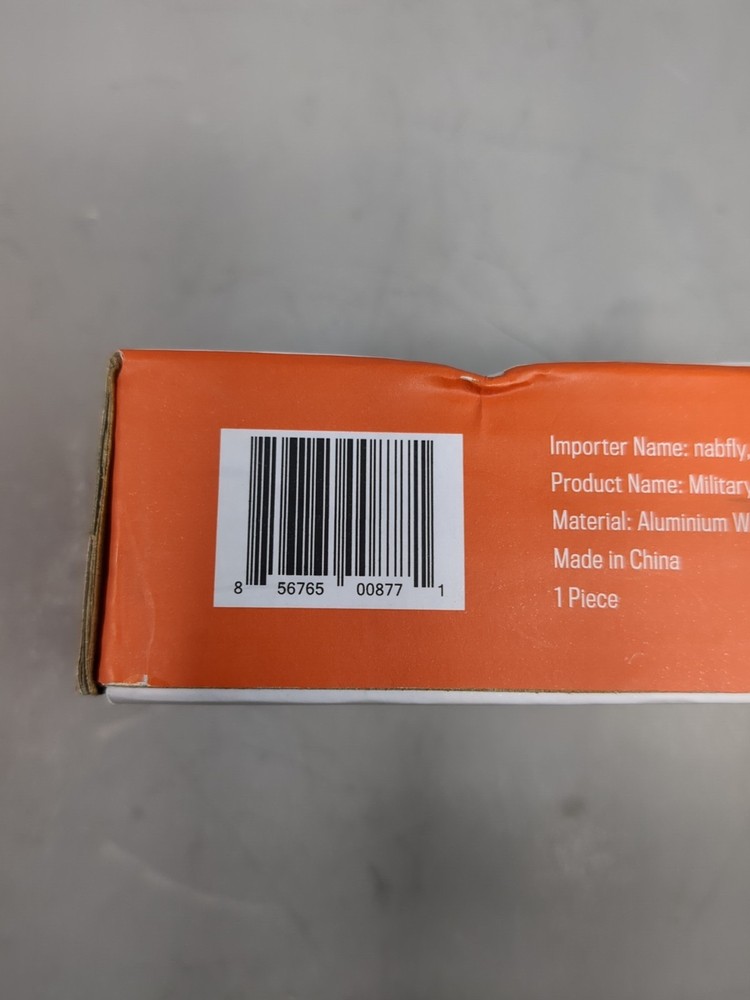 8 56765 00877 1
Importer Name: nabfly,
Product Name: Military
Material: Aluminium W
Made in China
1 Piece